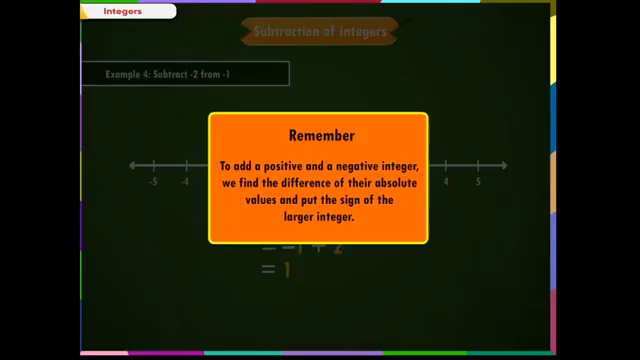 Integers
Subtraction of integers
Example 4: Subtract -2 from -1
Remember
To add a positive and a negative integer,
we find the difference of their absolute
values and put the sign of the
larger integer.
-5 -4 4 5
= -1 + 2
= 1